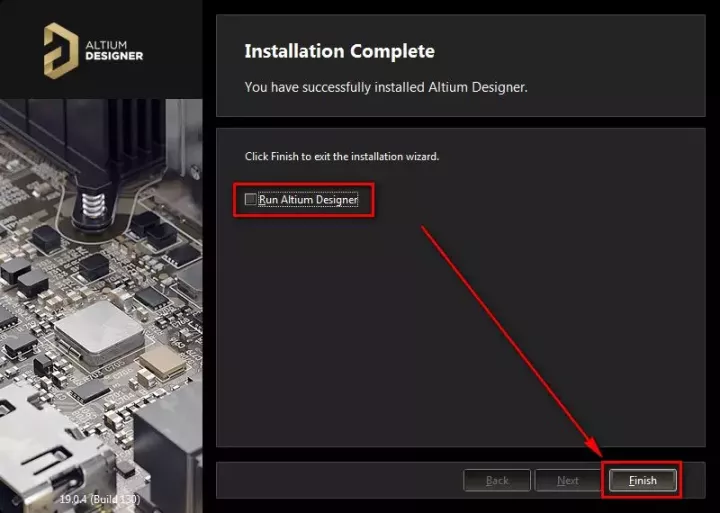 ALTIUM
DESIGNER
Installation Complete
You have successfully installed Altium Designer.
Click Finish to exit the installation wizard.
Run Altium Designer
C705
19.0.4 (Build 130)
Back
Next
Finish